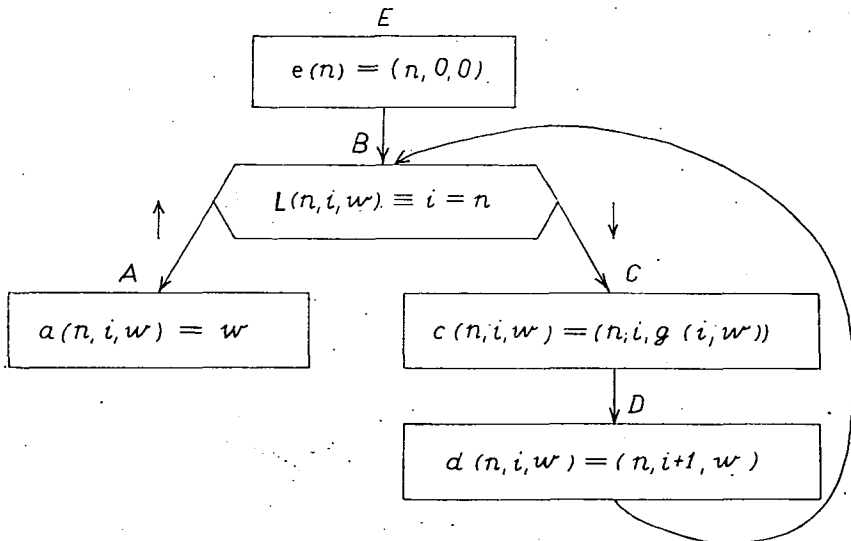 E
e(n) = (n, 0, 0)
B
L(n, i, w) ≡ i = n
↑
↓
A
C
a(n, i, w) = w
c(n, i, w) = (n, i, g (i, w))
D
d(n, i, w) = (n, i+1, w)